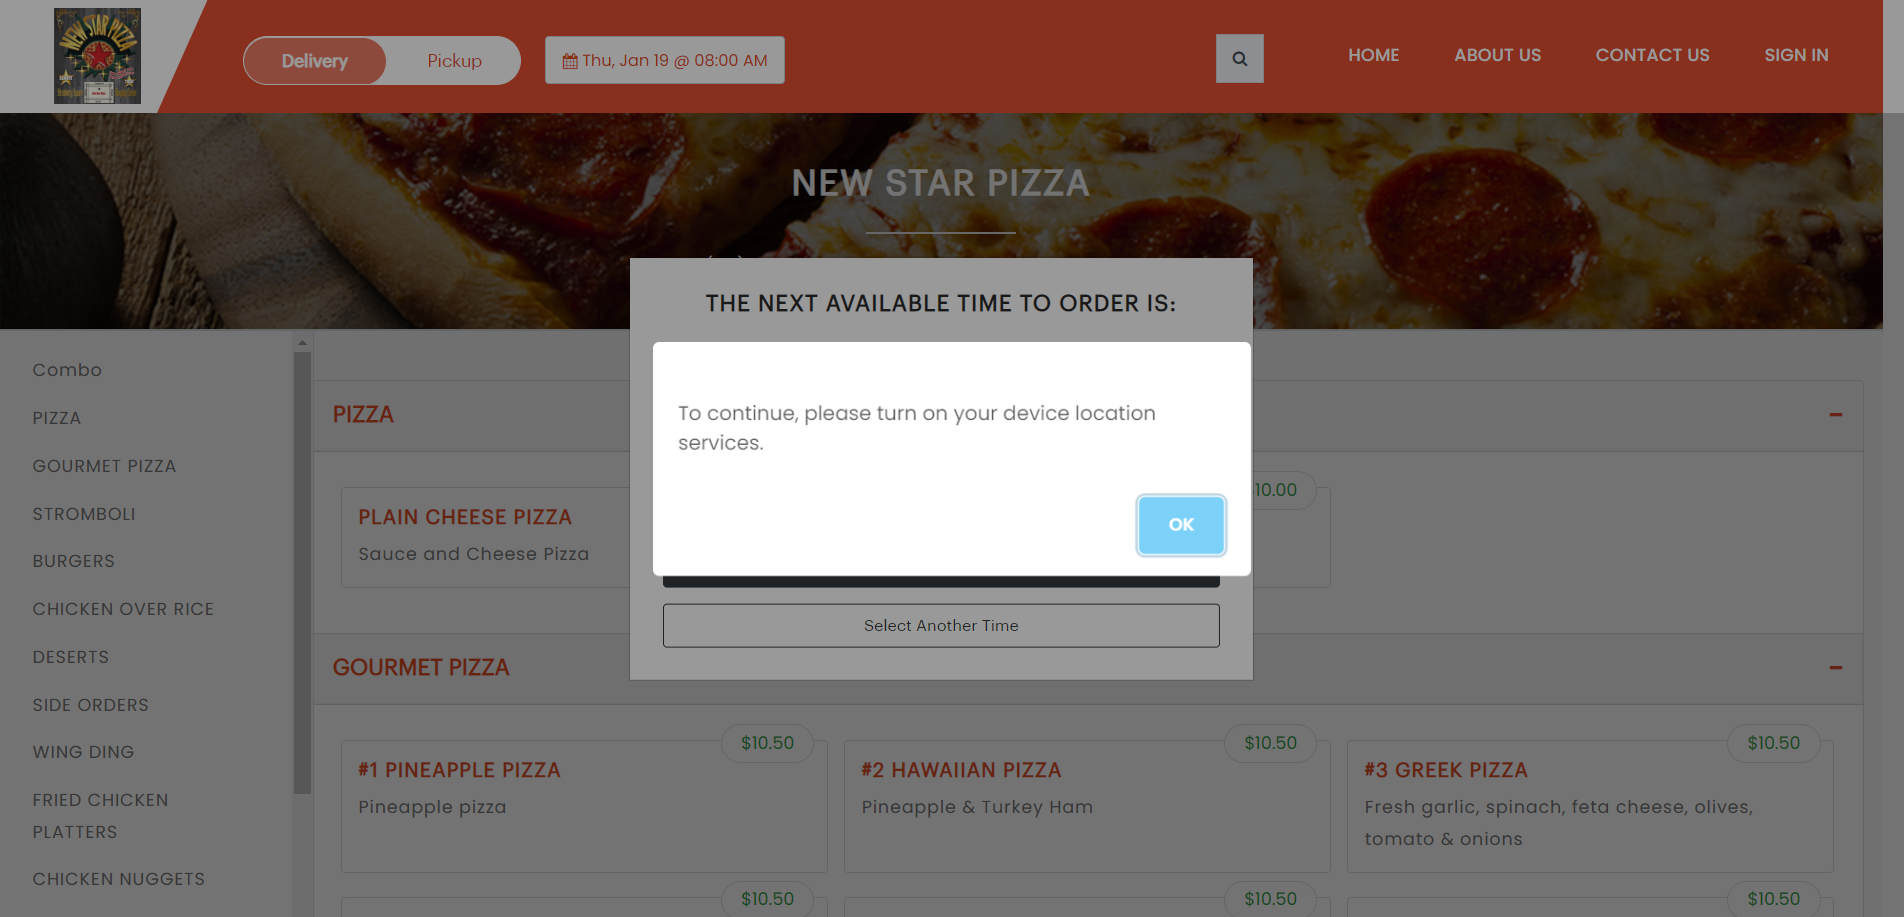 NEW STAR PIZZA
Delivery
Pickup
Thu, Jan 19 @ 08:00 AM
HOME
ABOUT US
CONTACT US
SIGN IN
NEW STAR PIZZA
THE NEXT AVAILABLE TIME TO ORDER IS:
To continue, please turn on your device location
services.
OK
Select Another Time
Combo
PIZZA
GOURMET PIZZA
STROMBOLI
BURGERS
CHICKEN OVER RICE
DESERTS
SIDE ORDERS
WING DING
FRIED CHICKEN
PLATTERS
CHICKEN NUGGETS
PIZZA
PLAIN CHEESE PIZZA
Sauce and Cheese Pizza
10.00
GOURMET PIZZA
$10.50
#1 PINEAPPLE PIZZA
Pineapple pizza
$10.50
#2 HAWAIIAN PIZZA
Pineapple & Turkey Ham
$10.50
#3 GREEK PIZZA
Fresh garlic, spinach, feta cheese, olives,
tomato & onions
$10.50
$10.50
$10.50